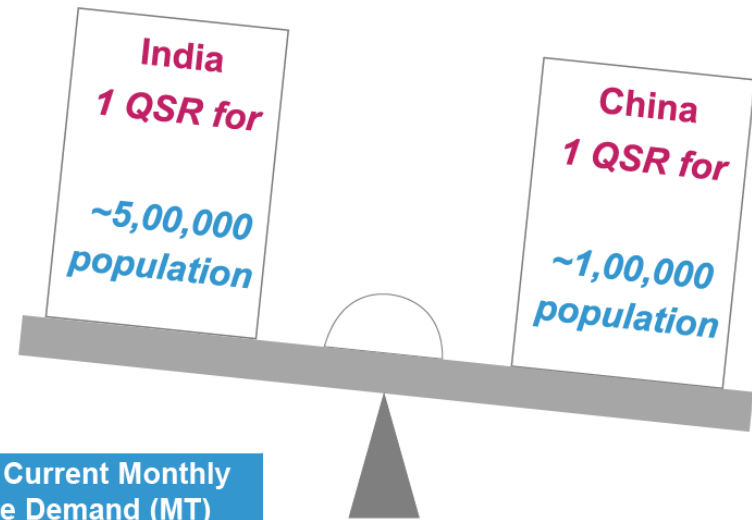 India
1 QSR for
~5,00,000
population
China
1 QSR for
~1,00,000
population
Current Monthly
Demand (MT)